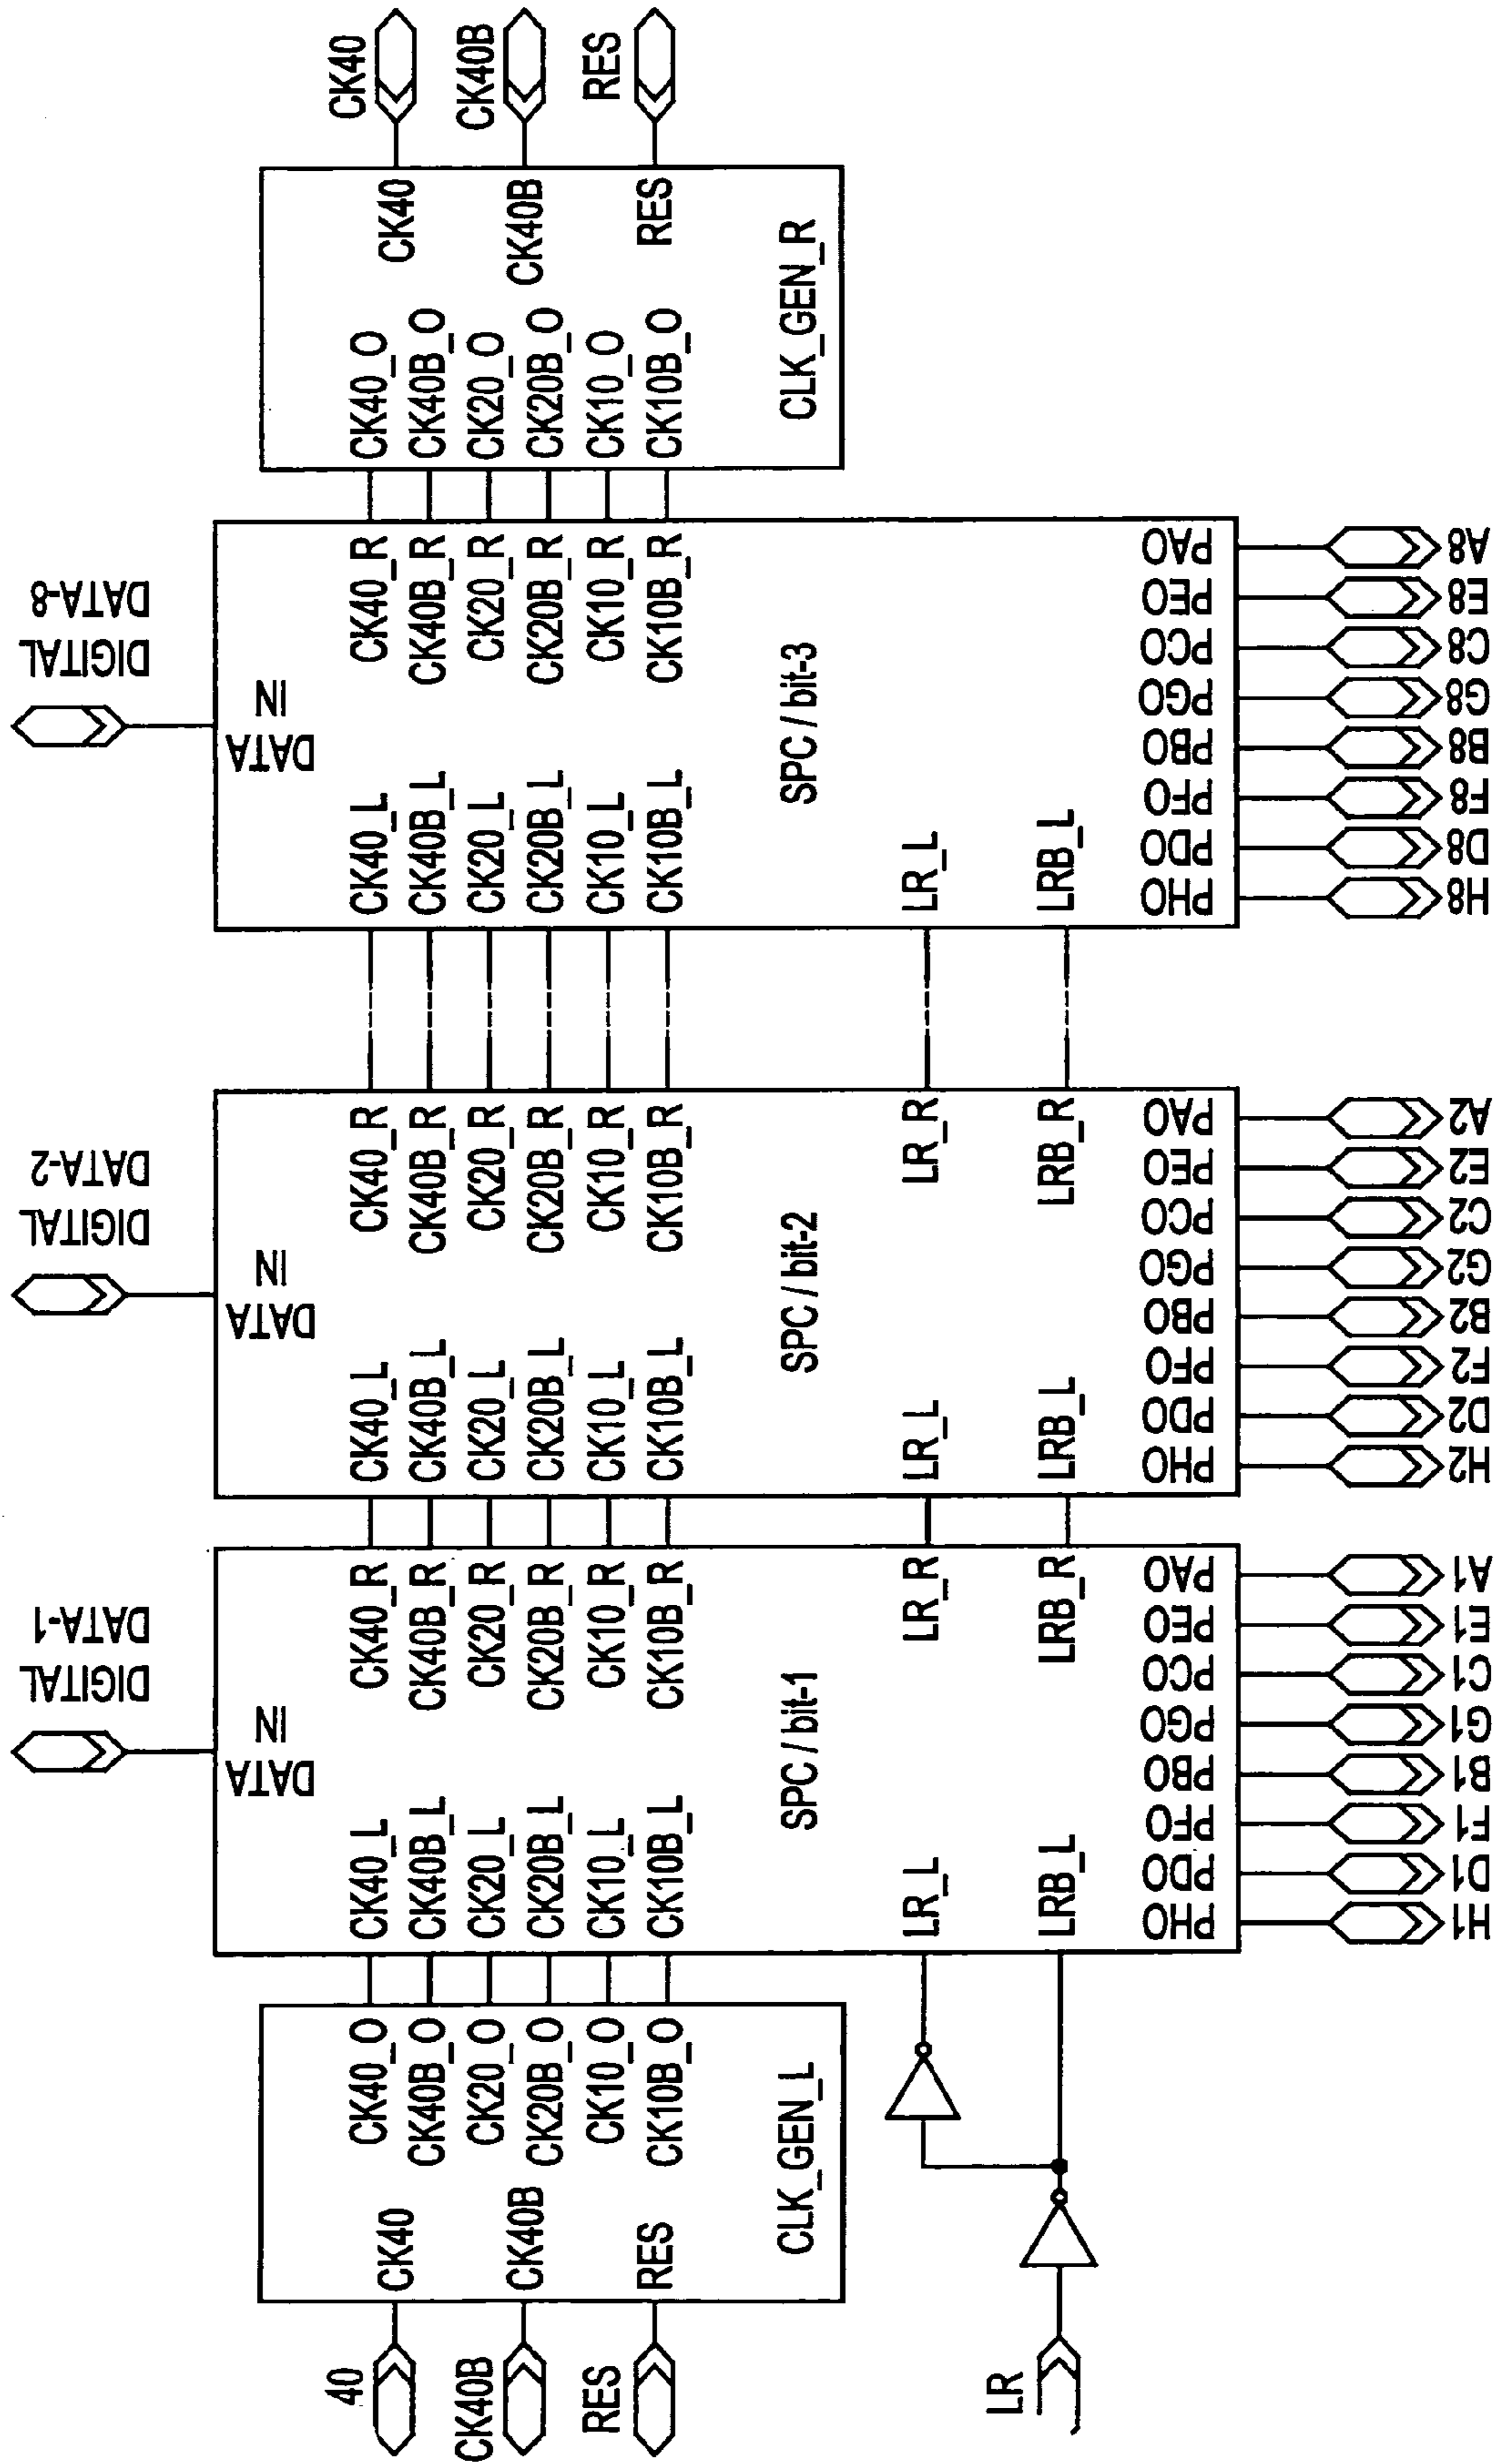 40
CK40B
RES
CK40
CK40B
RES
CK40_O
CK40B_O
CK20_O
CK20B_O
CK10_O
CK10B_O
CLK_GEN_L
LR
DIGITAL
DATA-1
DATA
IN
CK40_L
CK40B_L
CK20_L
CK20B_L
CK10_L
CK10B_L
CK40_R
CK40B_R
CK20_R
CK20B_R
CK10_R
CK10B_R
SPC / bit-1
LR_L
LR_R
LRB_L
LRB_R
PHO
PDO
PFO
PBO
PGO
PCO
PEO
PAO
H1
D1
F1
B1
G1
C1
E1
A1
DIGITAL
DATA-2
DATA
IN
CK40_L
CK40B_L
CK20_L
CK20B_L
CK10_L
CK10B_L
CK40_R
CK40B_R
CK20_R
CK20B_R
CK10_R
CK10B_R
SPC / bit-2
LR_L
LR_R
LRB_L
LRB_R
PHO
PDO
PFO
PBO
PGO
PCO
PEO
PAO
H2
D2
F2
B2
G2
C2
E2
A2
DIGITAL
DATA-8
DATA
IN
CK40_L
CK40B_L
CK20_L
CK20B_L
CK10_L
CK10B_L
CK40_R
CK40B_R
CK20_R
CK20B_R
CK10_R
CK10B_R
SPC / bit-3
LR_L
LRB_L
PHO
PDO
PFO
PBO
PGO
PCO
PEO
PAO
H8
D8
F8
B8
G8
C8
E8
A8
CK40_O
CK40B_O
CK20_O
CK20B_O
CK10_O
CK10B_O
CK40
CK40B
RES
CLK_GEN_R
CK40
CK40B
RES